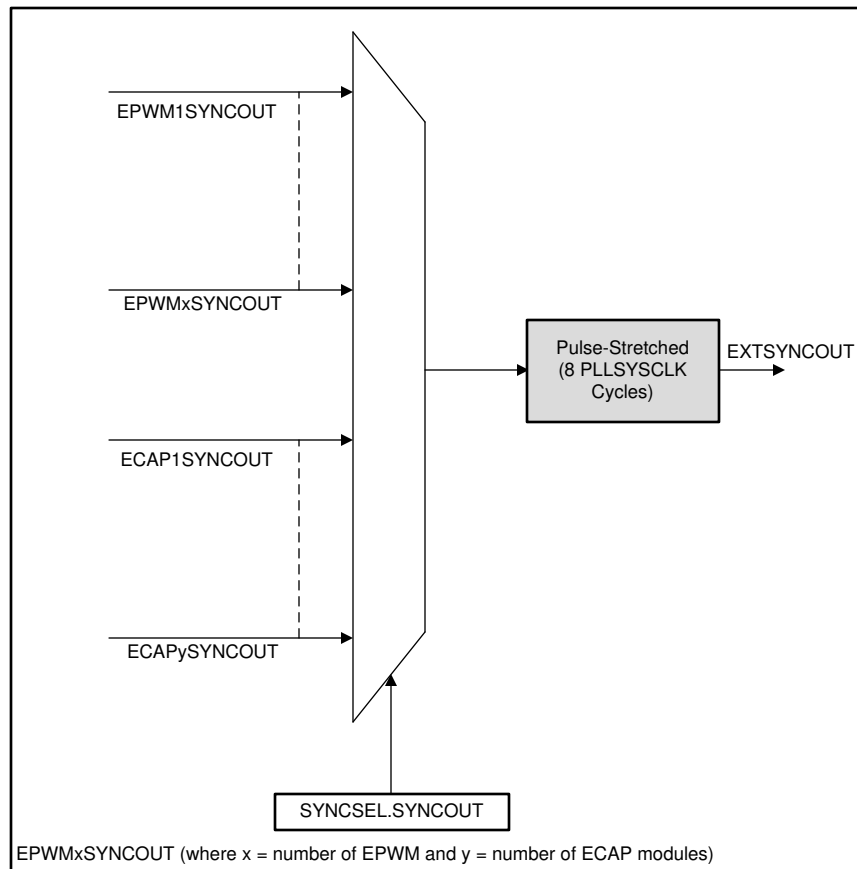 EPWM1SYNCOUT
EPWMxSYNCOUT
Pulse-Stretched
(8 PLLSYSCLK
Cycles)
EXTSYNCOUT
ECAP1SYNCOUT
ECAPySYNCOUT
SYNCSEL.SYNCOUT
EPWMxSYNCOUT (where x = number of EPWM and y = number of ECAP modules)